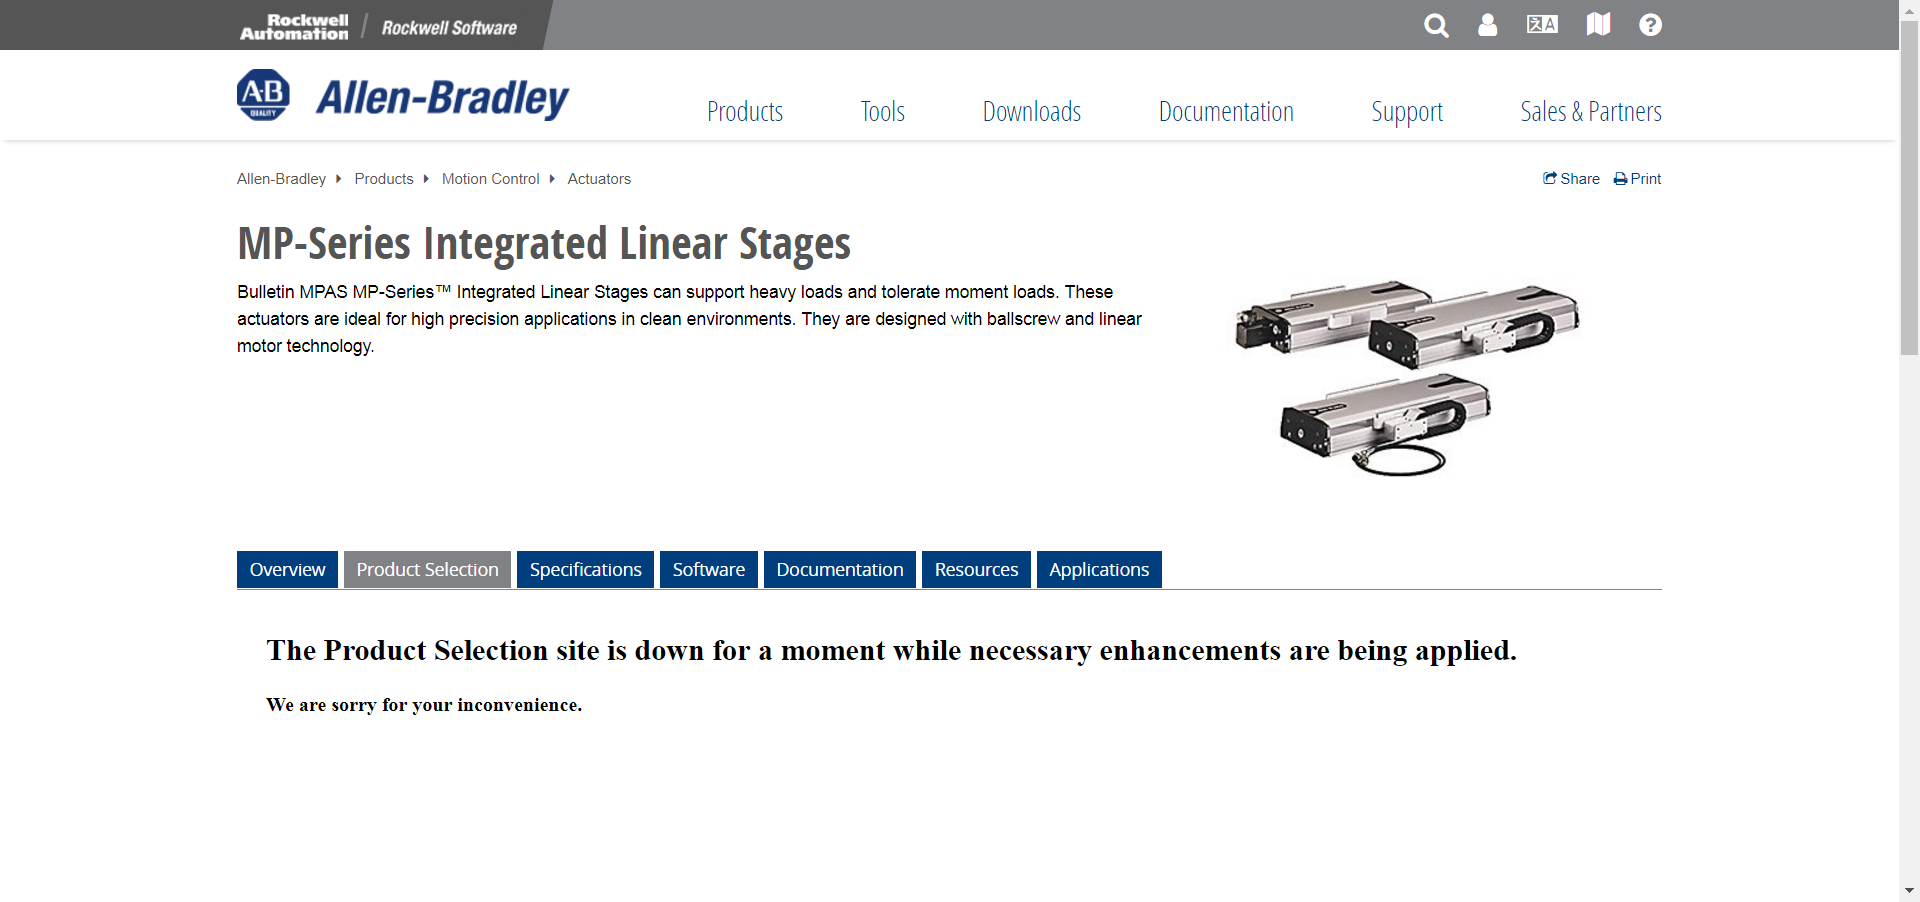 Rockwell Automation
Rockwell Software
A·B
QUALITY
Allen-Bradley
Products
Tools
Downloads
Documentation
Support
Sales & Partners
Allen-Bradley
Products
Motion Control
Actuators
Share
Print
MP-Series Integrated Linear Stages
Bulletin MPAS MP-Series™ Integrated Linear Stages can support heavy loads and tolerate moment loads. These
actuators are ideal for high precision applications in clean environments. They are designed with ballscrew and linear
motor technology.
Overview
Product Selection
Specifications
Software
Documentation
Resources
Applications
The Product Selection site is down for a moment while necessary enhancements are being applied.
We are sorry for your inconvenience.